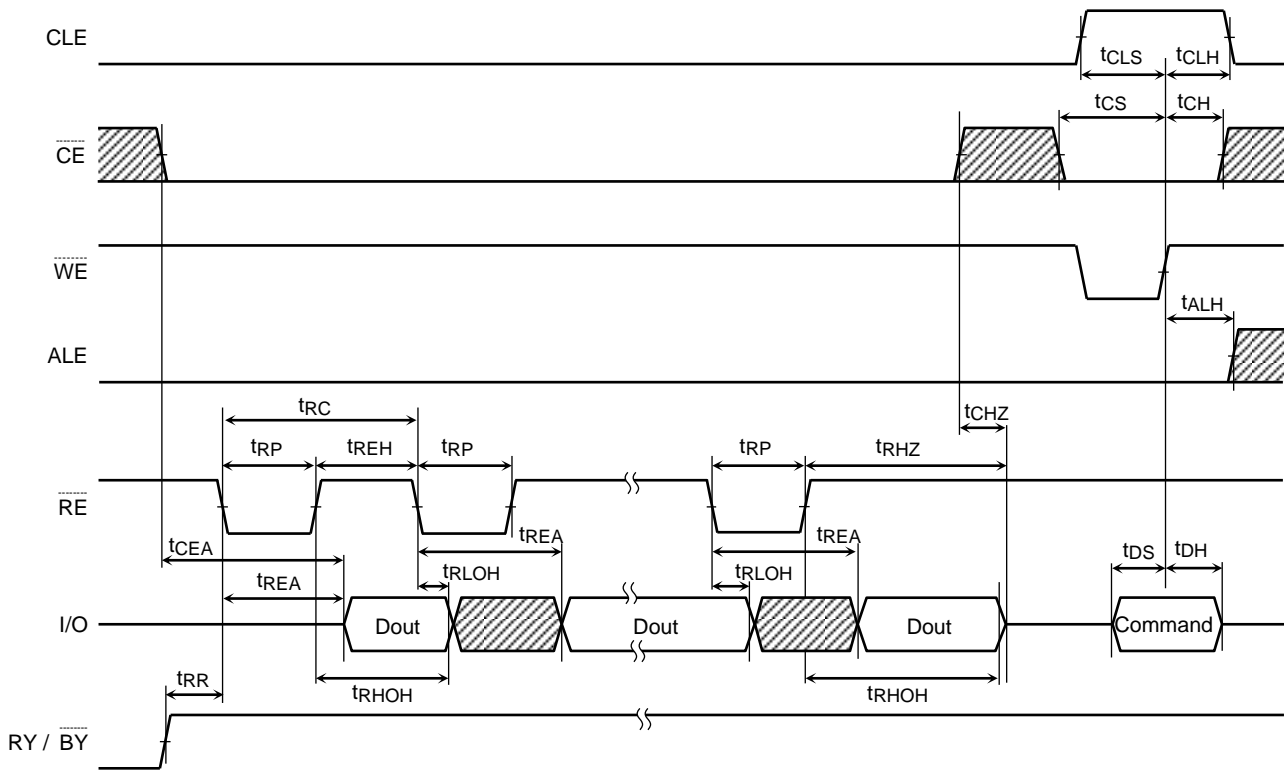 CLE
tCLS tCLH
tCS tCH
CE
WE
tALH
ALE
tRC
tCHZ
tRP tREH tRP tRP tRHZ
RE
tCEA tREA tREA tDS tDH
tREA tRLOH tRLOH
I/O Dout Dout Dout Command
tRR tRHOH tRHOH
RY / BY